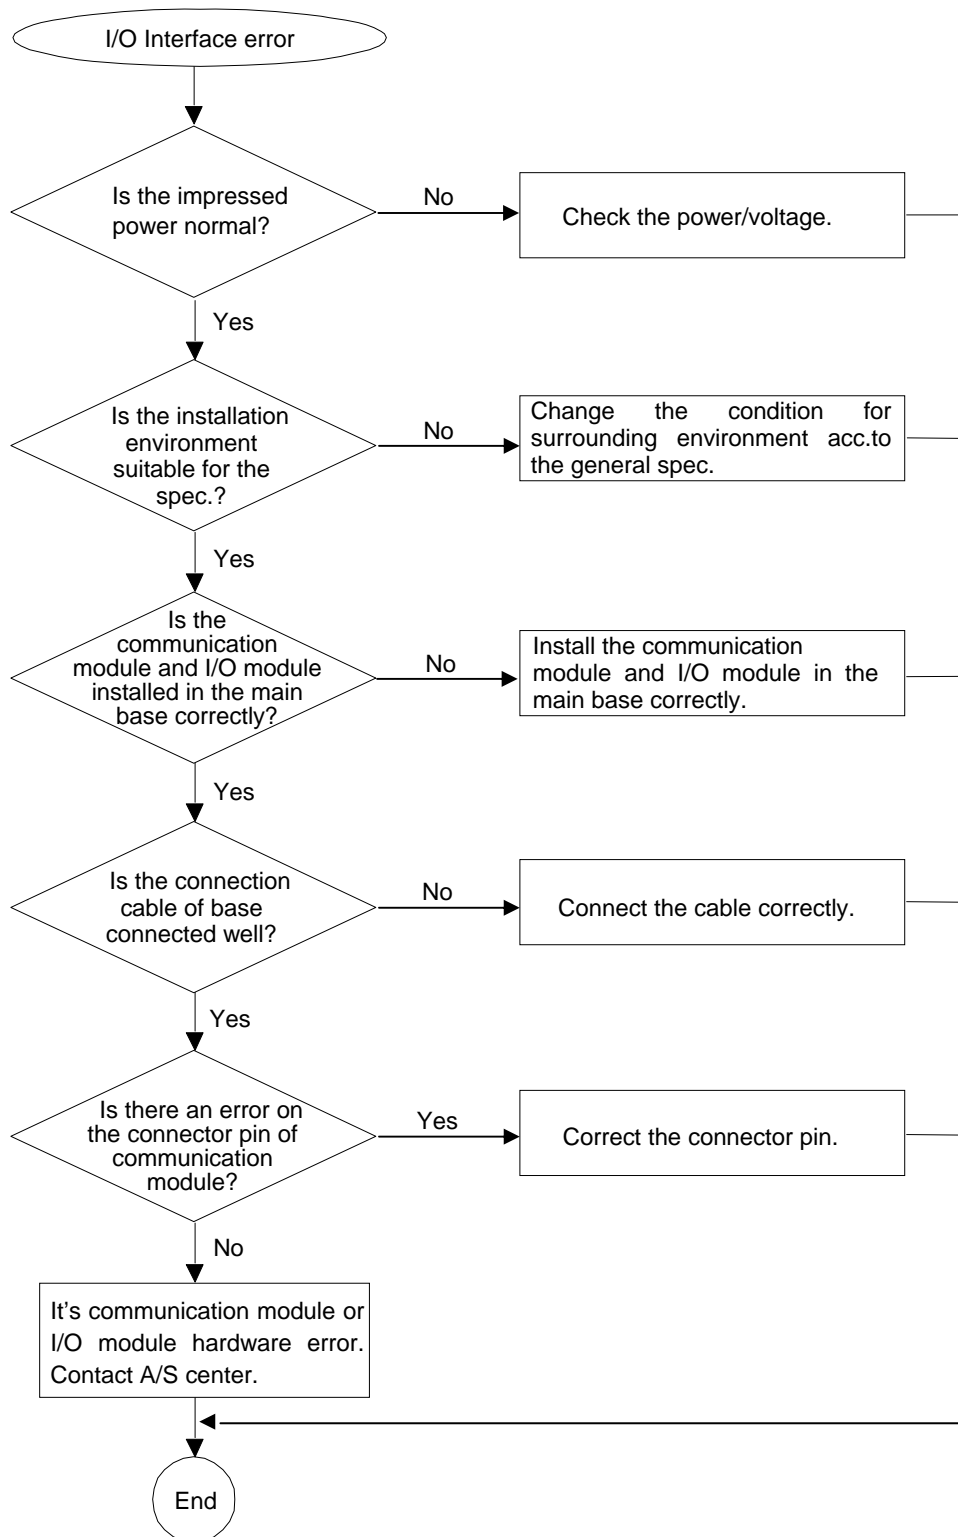 I/O Interface error
Is the impressed
power normal?
No
Check the power/voltage.
Yes
Is the installation
environment
suitable for the
spec.?
No
Change the condition for
surrounding environment acc.to
the general spec.
Yes
Is the
communication
module and I/O module
installed in the main
base correctly?
No
Install the communication
module and I/O module in the
main base correctly.
Yes
Is the connection
cable of base
connected well?
No
Connect the cable correctly.
Yes
Is there an error on
the connector pin of
communication
module?
Yes
Correct the connector pin.
No
It's communication module or
I/O module hardware error.
Contact A/S center.
End